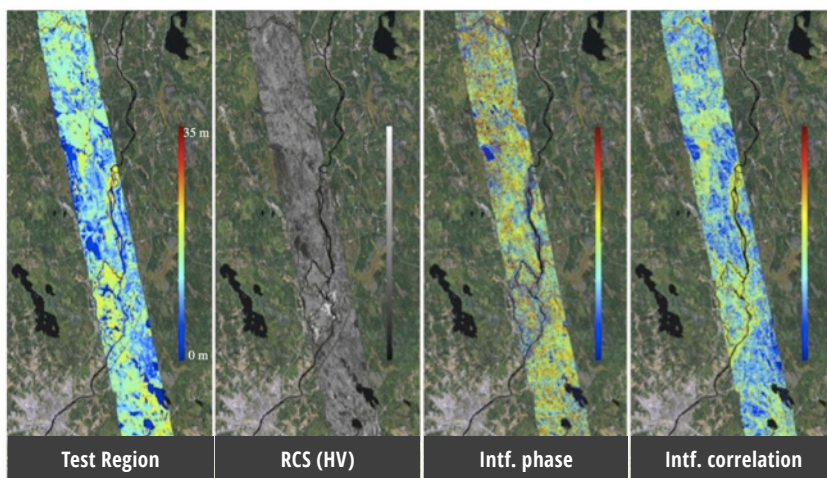 35 m
0 m
Test Region
RCS (HV)
Intf. phase
Intf. correlation